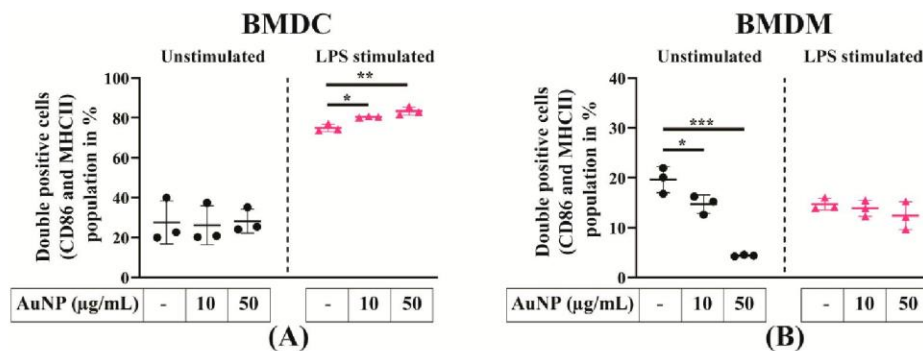 BMDC
Unstimulated
LPS stimulated
Double positive cells
(CD86 and MHCII)
population in %
100
80
60
40
20
0
*
**
AuNP (µg/mL)
-
10
50
-
10
50
(A)
BMDM
Unstimulated
LPS stimulated
Double positive cells
(CD86 and MHCII)
population in %
40
30
20
10
0
***
*
AuNP (µg/mL)
-
10
50
-
10
50
(B)